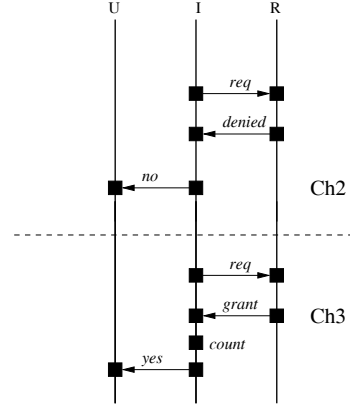 U I R
req
denied
no
Ch2
req
grant
Ch3
count
yes